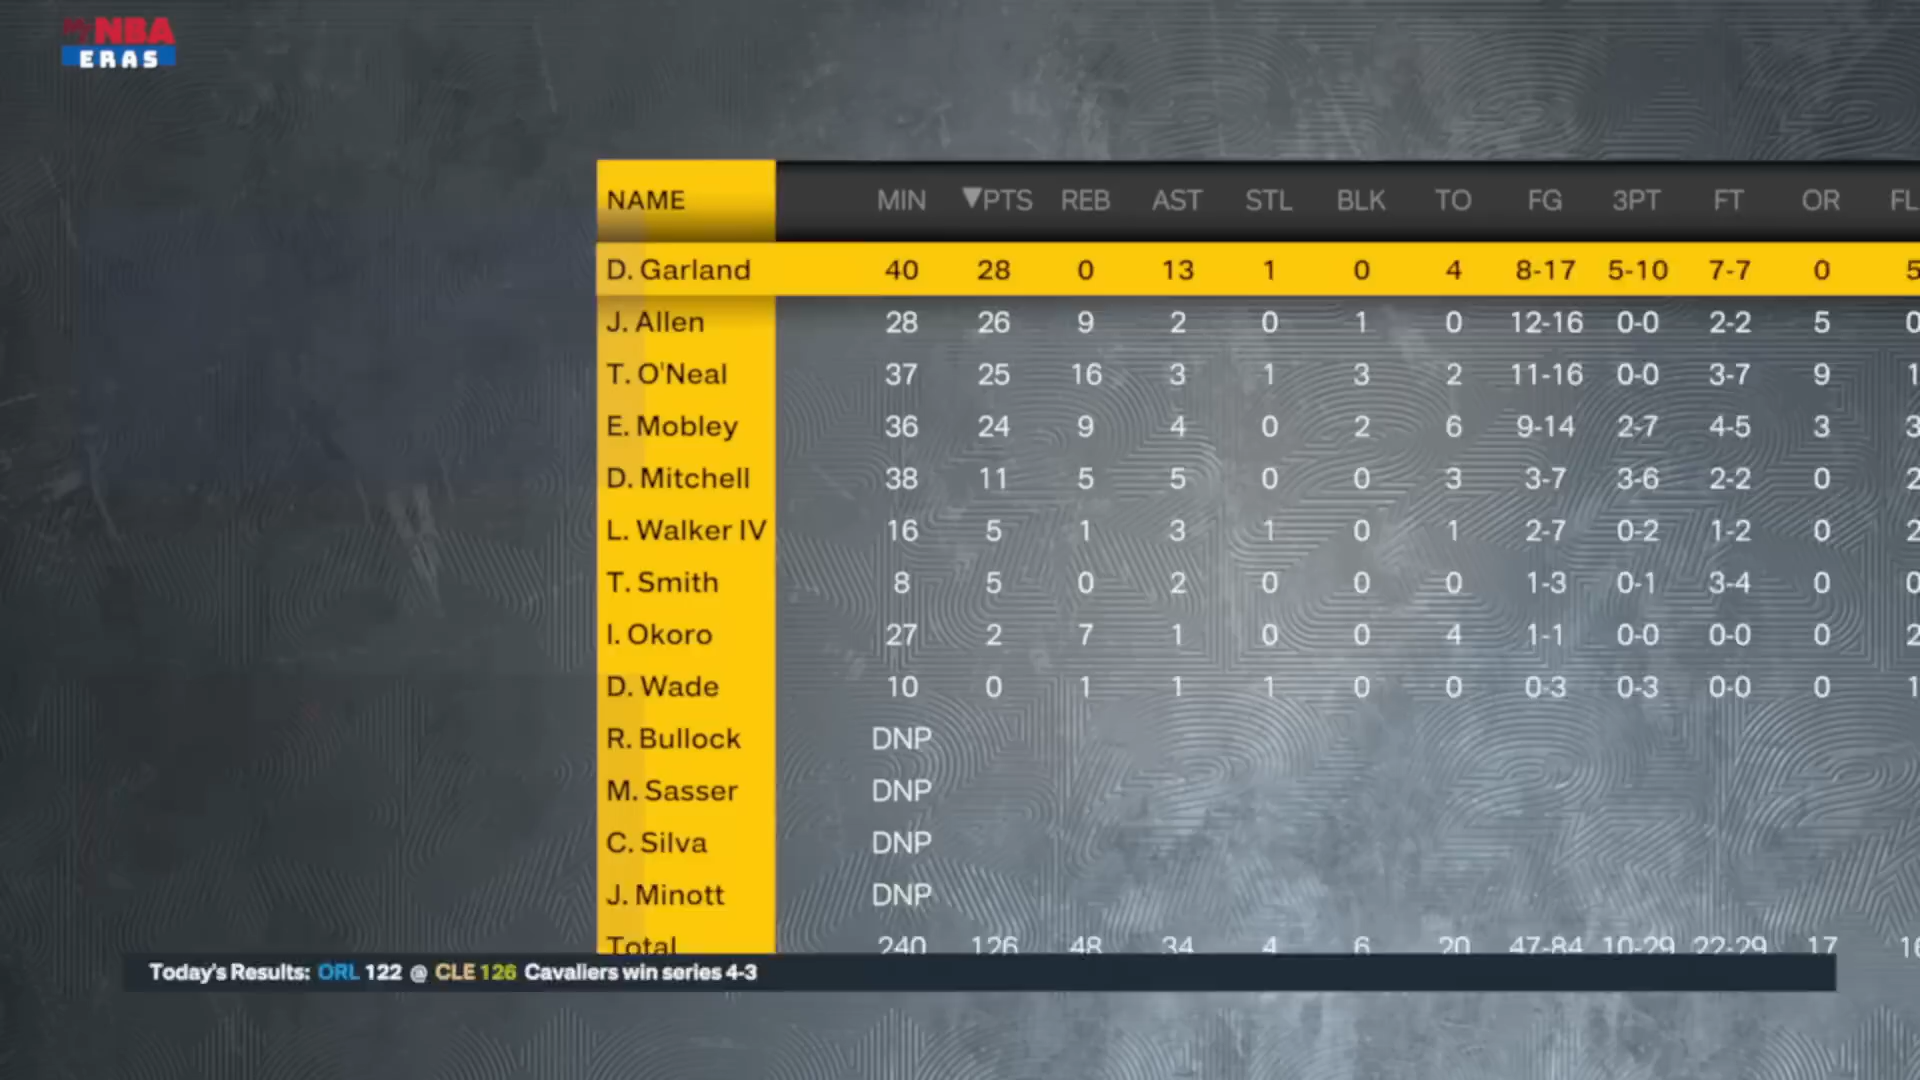 MyNBA
ERAS
NAME MIN ▼PTS REB AST STL BLK TO FG 3PT FT OR FL
D. Garland 40 28 0 13 1 0 4 8-17 5-10 7-7 0 5
J. Allen 28 26 9 2 0 1 0 12-16 0-0 2-2 5 0
T. O'Neal 37 25 16 3 1 3 2 11-16 0-0 3-7 9 1
E. Mobley 36 24 9 4 0 2 6 9-14 2-7 4-5 3 3
D. Mitchell 38 11 5 5 0 0 3 3-7 3-6 2-2 0 2
L. Walker IV 16 5 1 3 1 0 1 2-7 0-2 1-2 0 2
T. Smith 8 5 0 2 0 0 0 1-3 0-1 3-4 0 0
I. Okoro 27 2 7 1 0 0 4 1-1 0-0 0-0 0 2
D. Wade 10 0 1 1 1 0 0 0-3 0-3 0-0 0 1
R. Bullock DNP
M. Sasser DNP
C. Silva DNP
J. Minott DNP
Total 240 126 48 34 4 6 20 47-84 10-29 22-29 17 16
Today's Results: ORL 122 @ CLE 126 Cavaliers win series 4-3